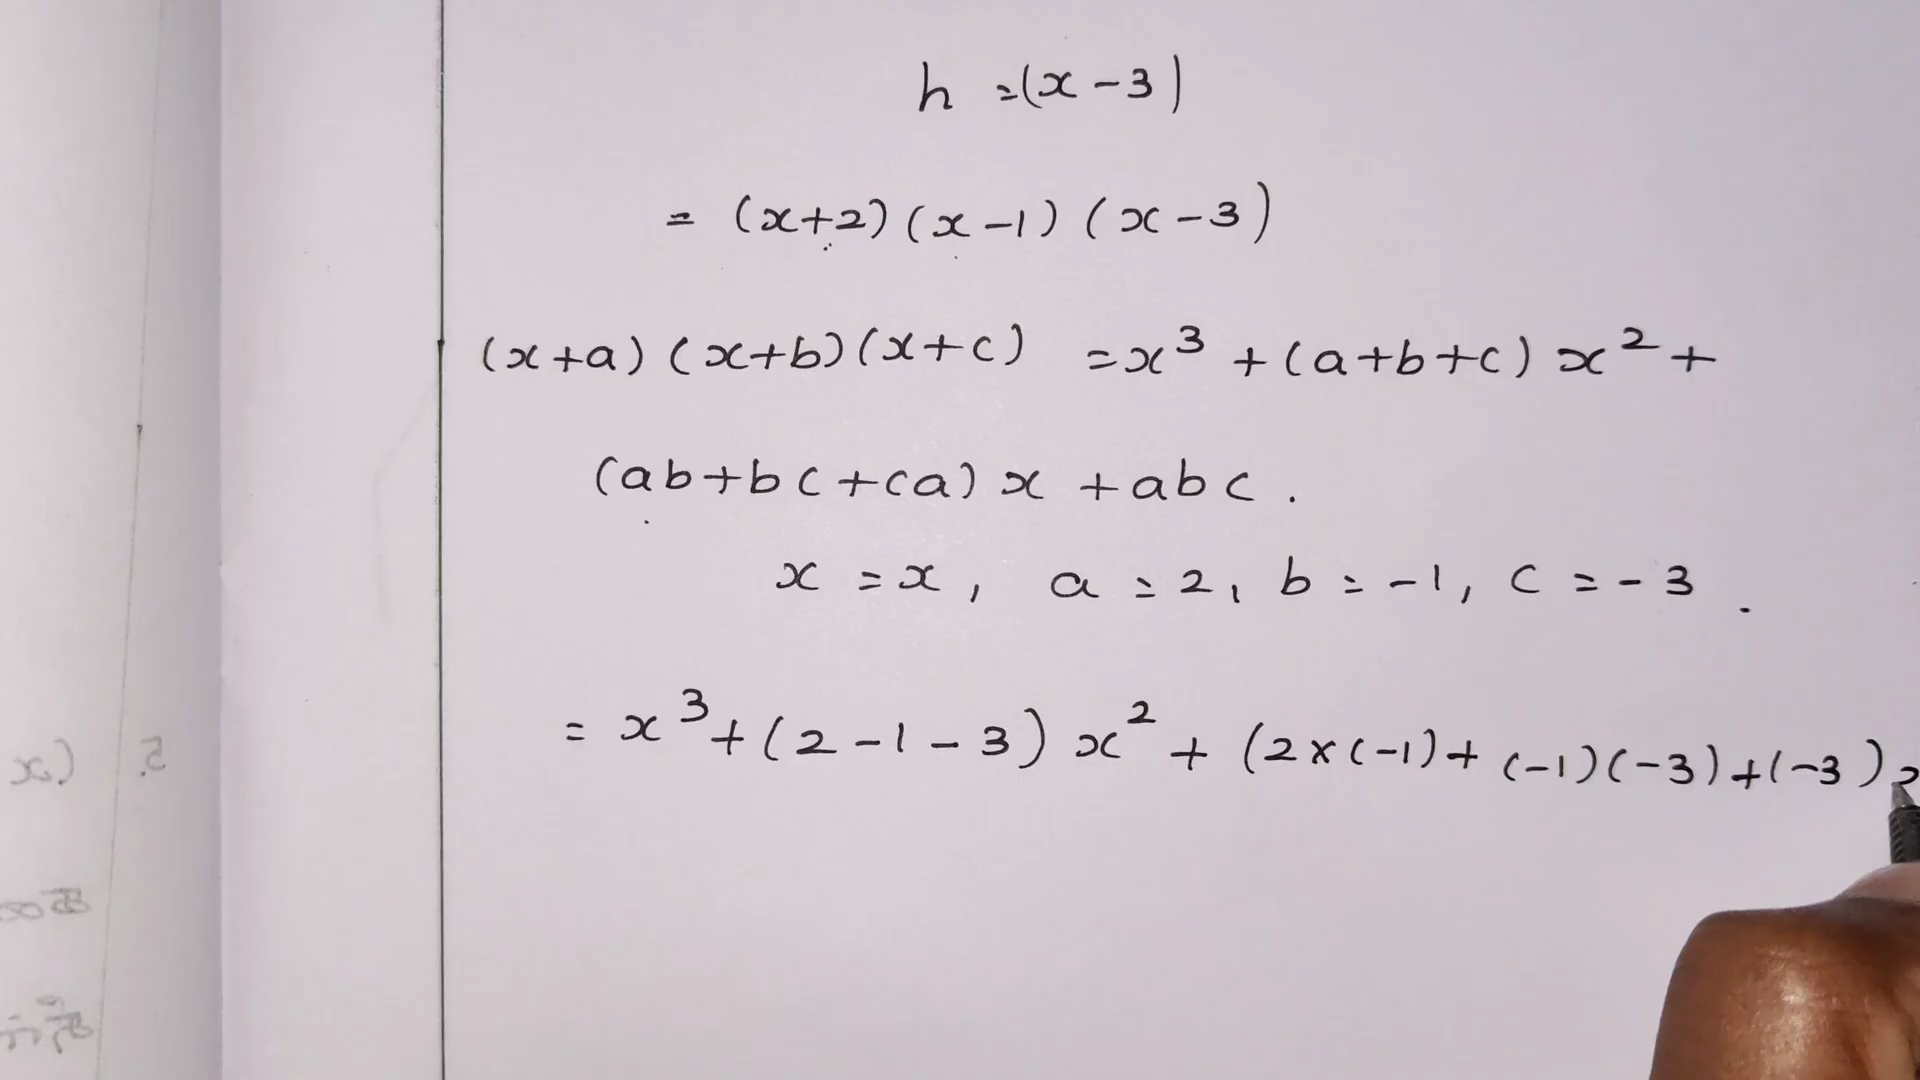 h = (x - 3)
= (x+2) (x-1) (x-3)
(x+a) (x+b) (x+c) = x³ + (a+b+c) x² +
(ab+bc+ca) x + abc.
x = x, a = 2, b = -1, c = -3.
= x³ + (2-1-3) x² + (2×(-1) + (-1)(-3) + (-3) 2